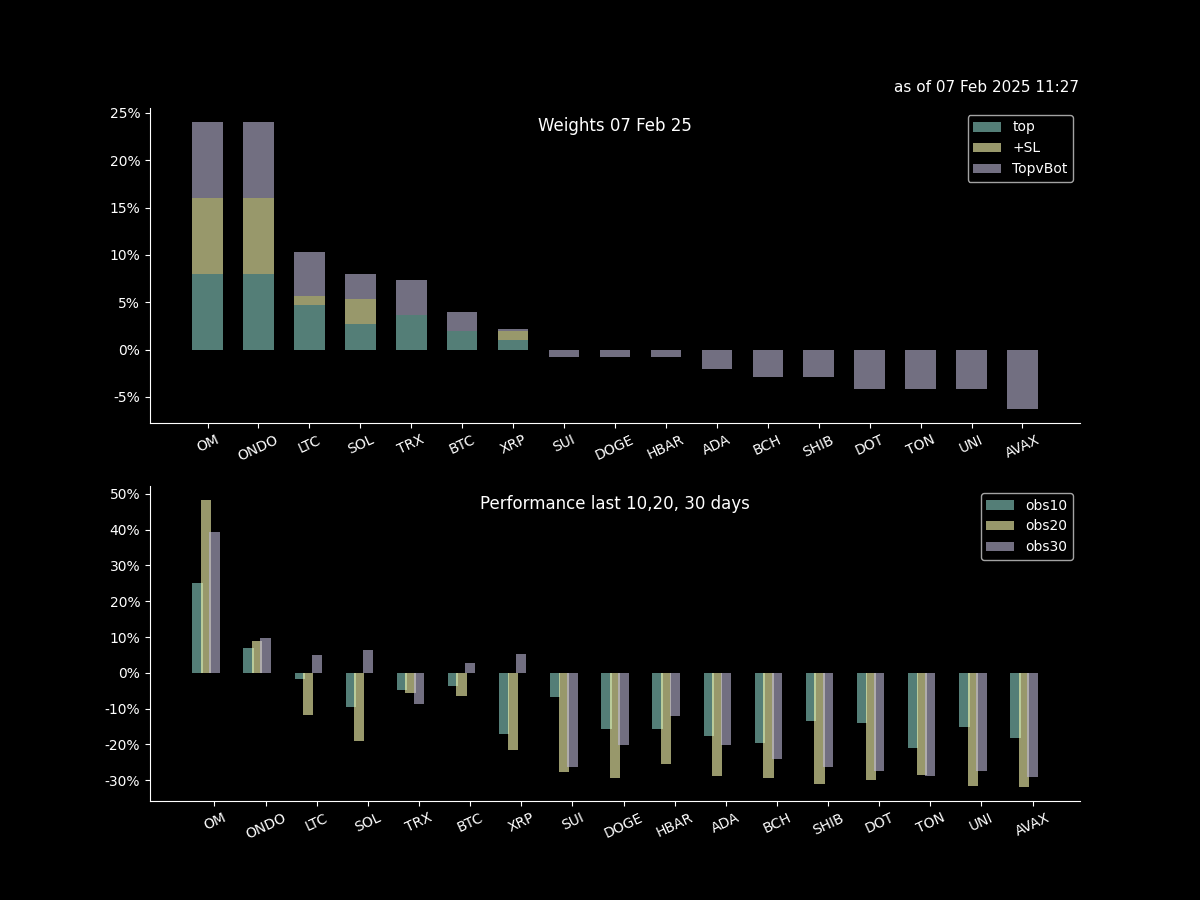 as of 07 Feb 2025 11:27
Weights 07 Feb 25
top
+SL
TopvBot
25%
20%
15%
10%
5%
0%
-5%
OM ONDO LTC SOL TRX BTC XRP SUI DOGE HBAR ADA BCH SHIB DOT TON UNI AVAX
Performance last 10,20, 30 days
obs10
obs20
obs30
50%
40%
30%
20%
10%
0%
-10%
-20%
-30%
OM ONDO LTC SOL TRX BTC XRP SUI DOGE HBAR ADA BCH SHIB DOT TON UNI AVAX